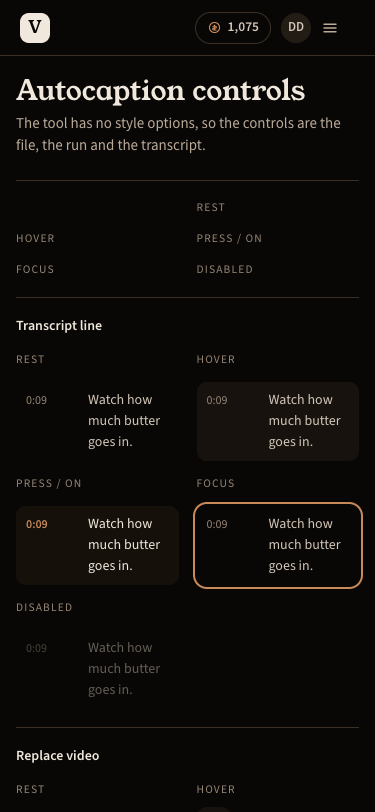 V
1,075
DD
Autocaption controls
The tool has no style options, so the controls are the
file, the run and the transcript.
REST
HOVER
PRESS / ON
FOCUS
DISABLED
Transcript line
REST
HOVER
0:09
Watch how
much butter
goes in.
0:09
Watch how
much butter
goes in.
PRESS / ON
FOCUS
0:09
Watch how
much butter
goes in.
0:09
Watch how
much butter
goes in.
DISABLED
0:09
Watch how
much butter
goes in.
Replace video
REST
HOVER